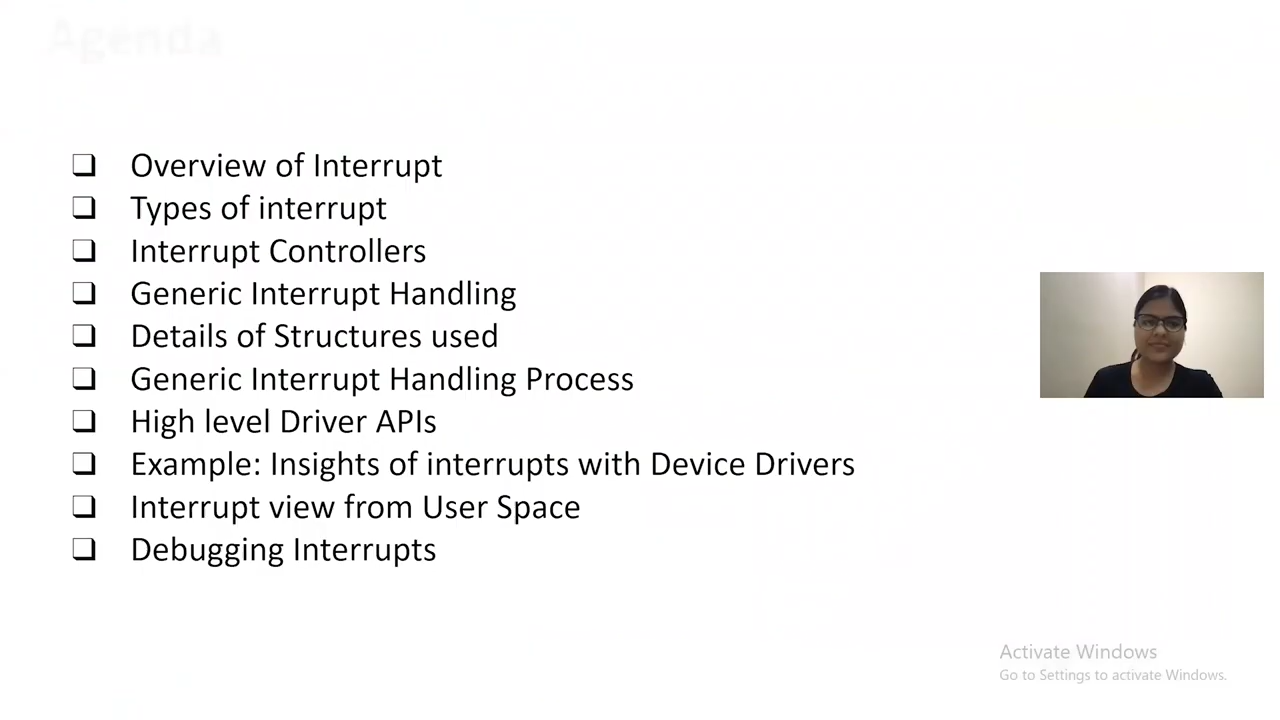 Agenda
❑ Overview of Interrupt
❑ Types of interrupt
❑ Interrupt Controllers
❑ Generic Interrupt Handling
❑ Details of Structures used
❑ Generic Interrupt Handling Process
❑ High level Driver APIs
❑ Example: Insights of interrupts with Device Drivers
❑ Interrupt view from User Space
❑ Debugging Interrupts
Activate Windows
Go to Settings to activate Windows.